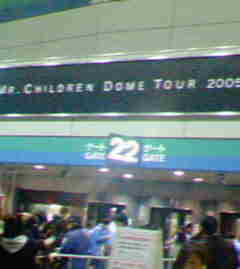 MR. CHILDREN DOME TOUR 2005
ゲート 22 ゲート
GATE GATE